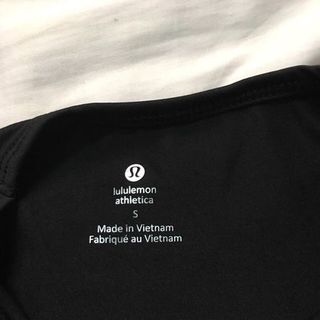 lululemon
athletica
S
Made in Vietnam
Fabriqué au Vietnam